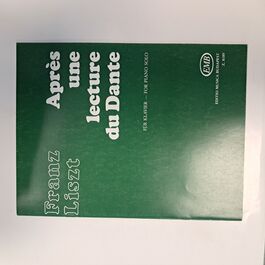 Franz
Liszt
Après
une
lecture
du Dante
FÜR KLAVIER — FOR PIANO SOLO
EMB
EDITIO MUSICA BUDAPEST